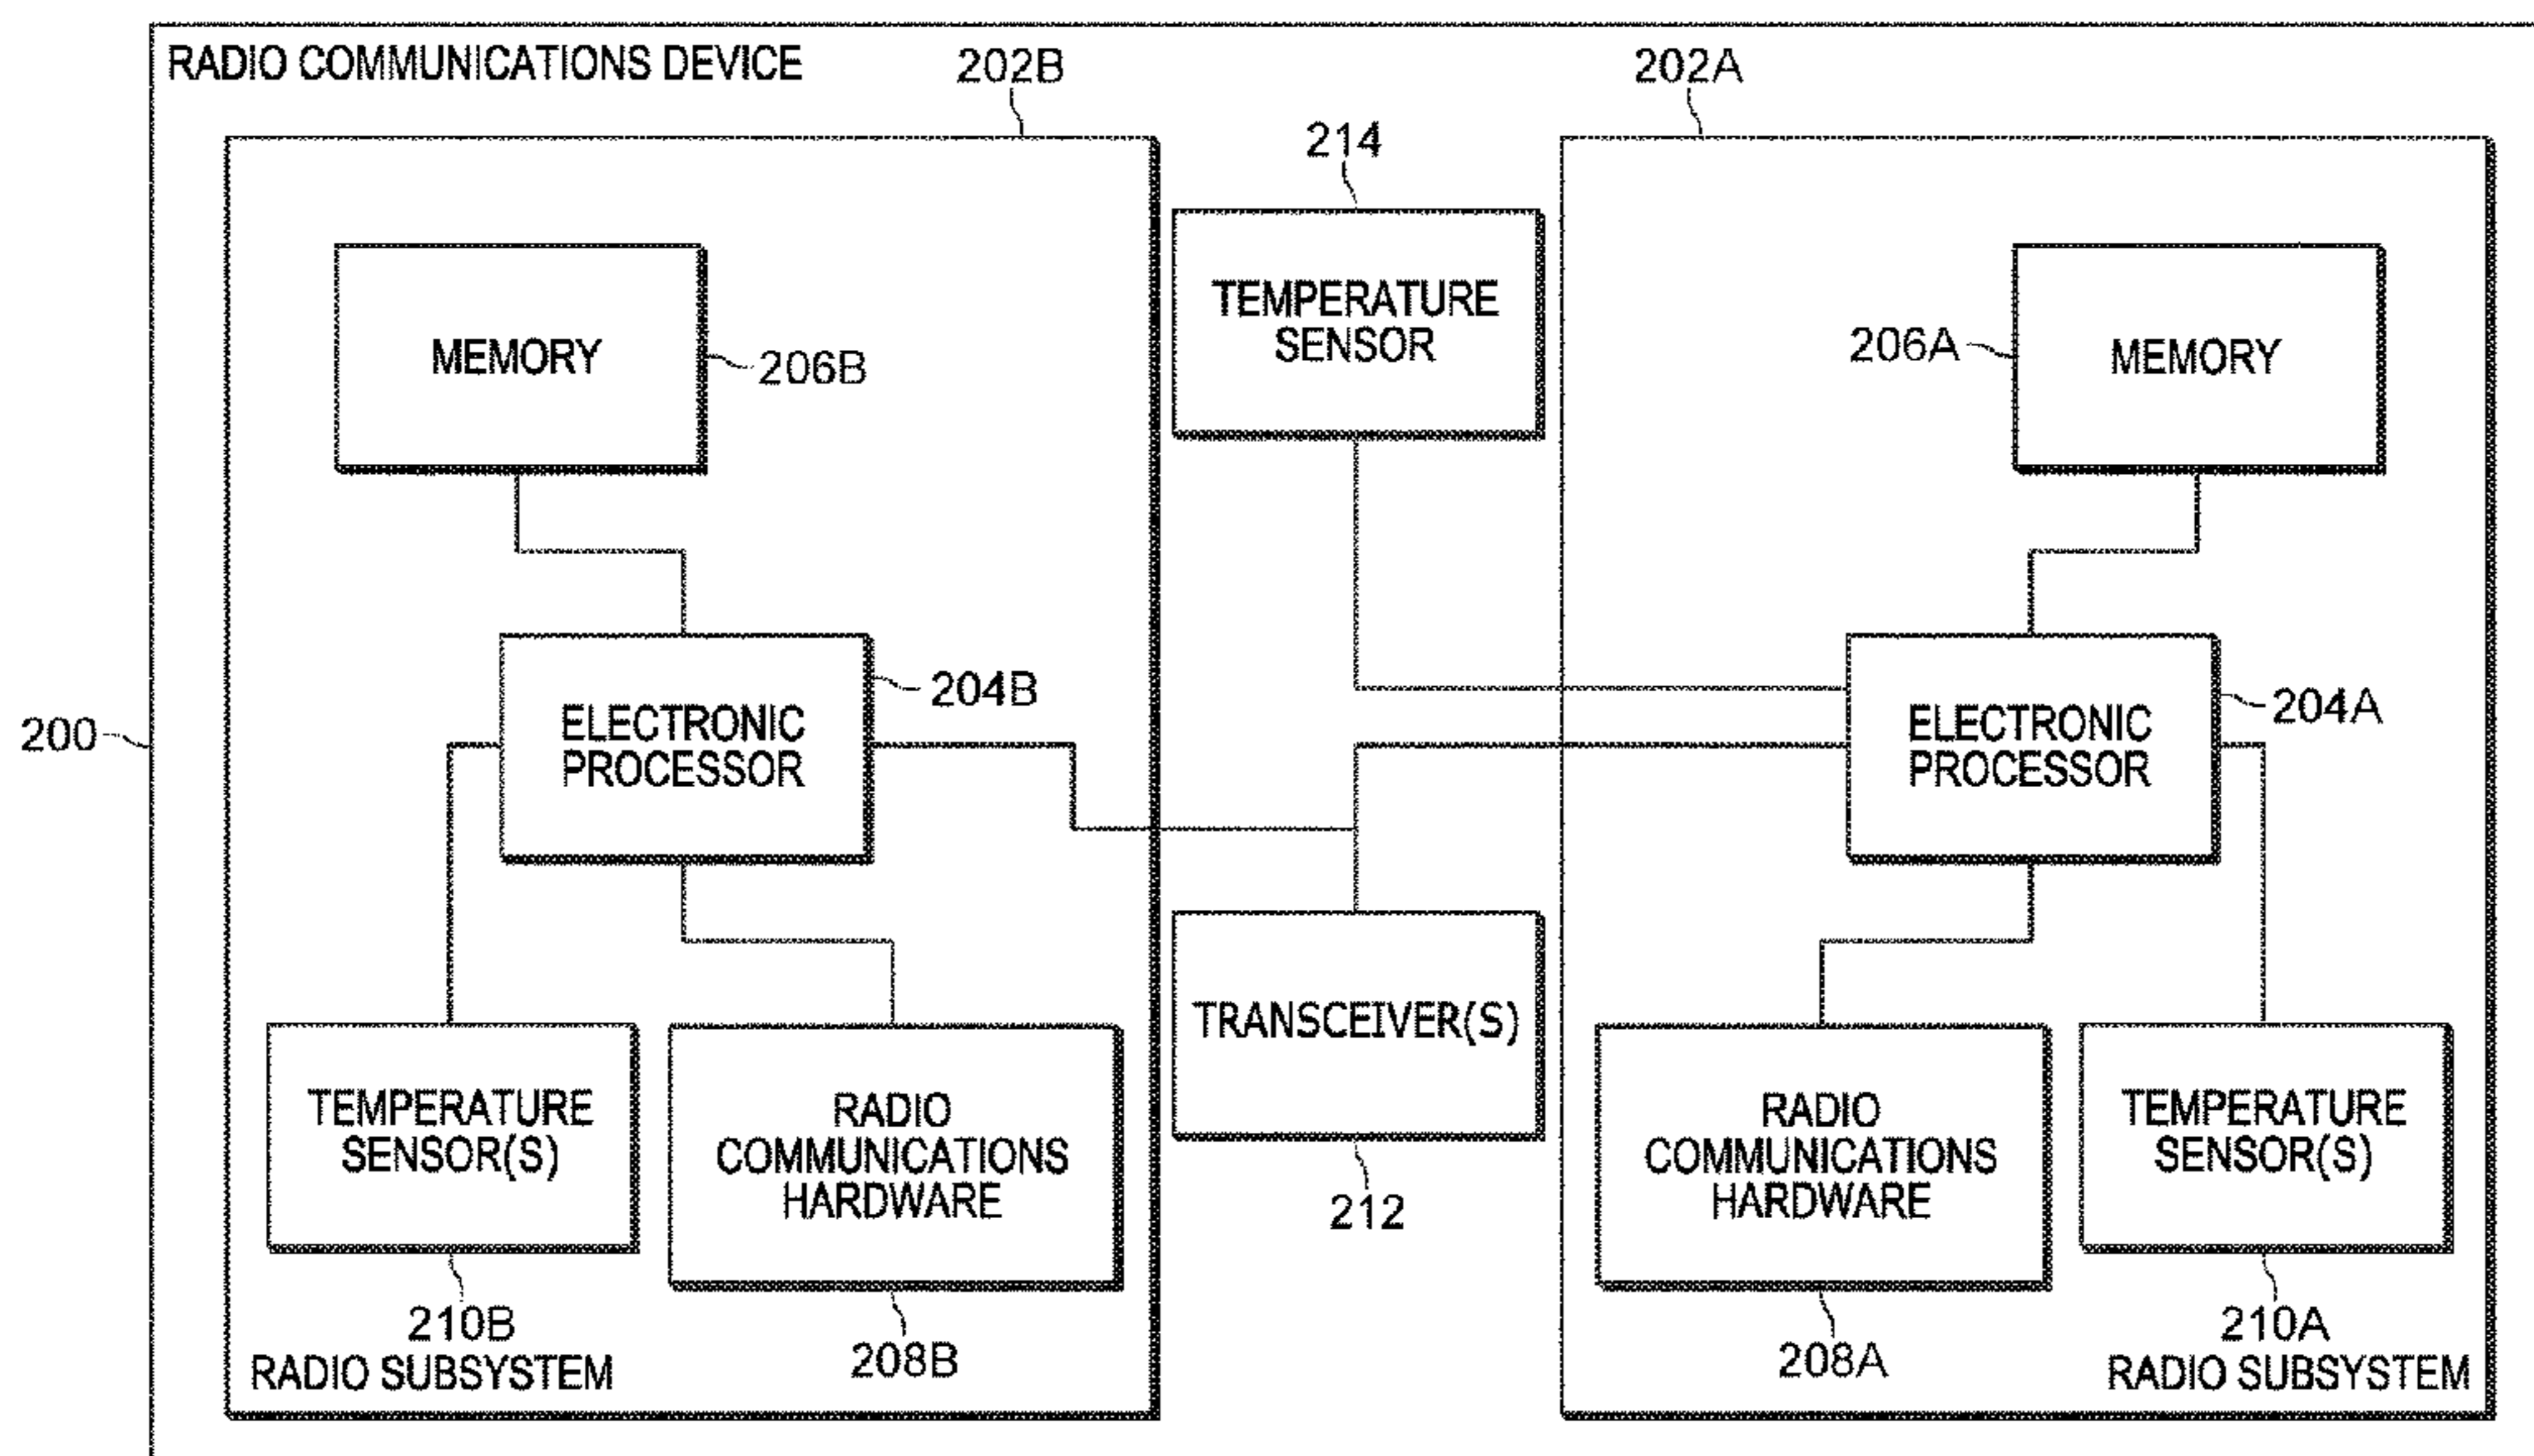 RADIO COMMUNICATIONS DEVICE
202B
202A
214
TEMPERATURE
SENSOR
MEMORY
206B
206A
MEMORY
200
ELECTRONIC
PROCESSOR
204B
ELECTRONIC
PROCESSOR
204A
TEMPERATURE
SENSOR(S)
RADIO
COMMUNICATIONS
HARDWARE
TRANSCEIVER(S)
212
RADIO
COMMUNICATIONS
HARDWARE
TEMPERATURE
SENSOR(S)
210B
208B
208A
210A
RADIO SUBSYSTEM
RADIO SUBSYSTEM